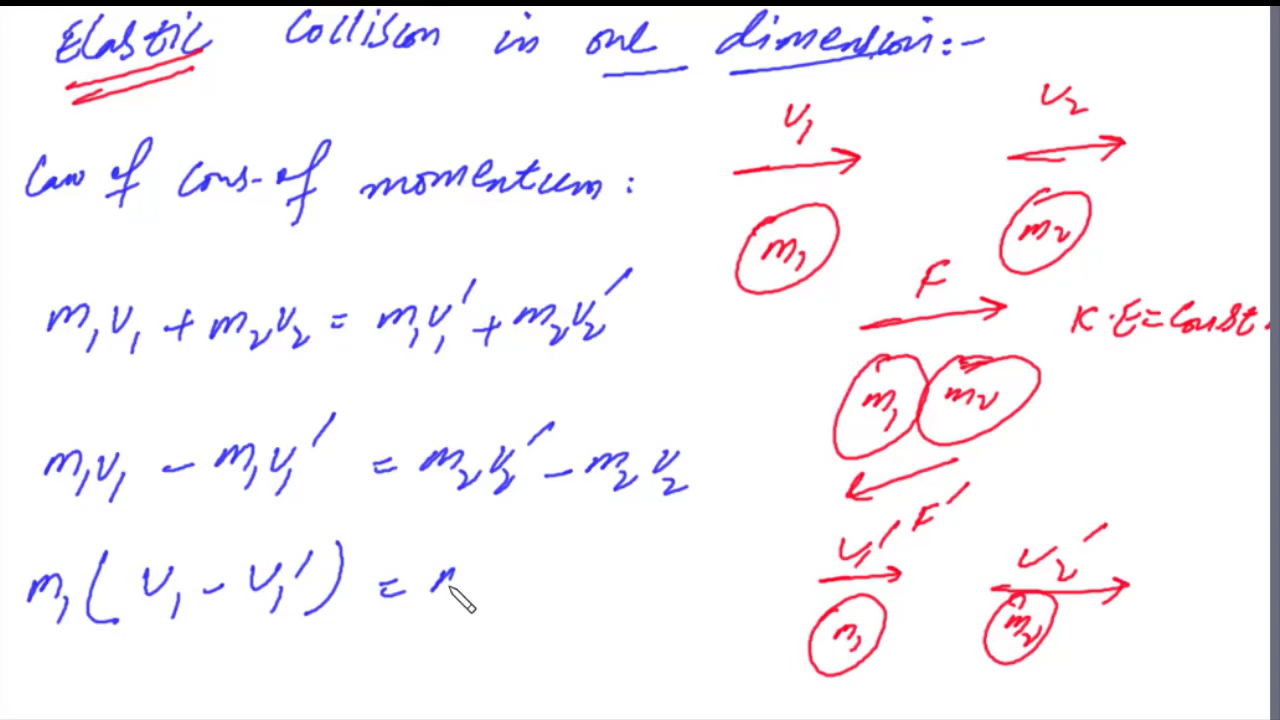 Elastic Collison in one dimension:-
Law of Cons-of momentum:
m₁v₁ + m₂v₂ = m₁v₁' + m₂v₂'
m₁v₁ - m₁v₁' = m₂v₂' - m₂v₂
m₁(v₁ - v₁') =
v₁
v₂
m₁
m₂
F
K.E=Const.
m₁
m₂
F'
v₁'
v₂'
m₁
m₂